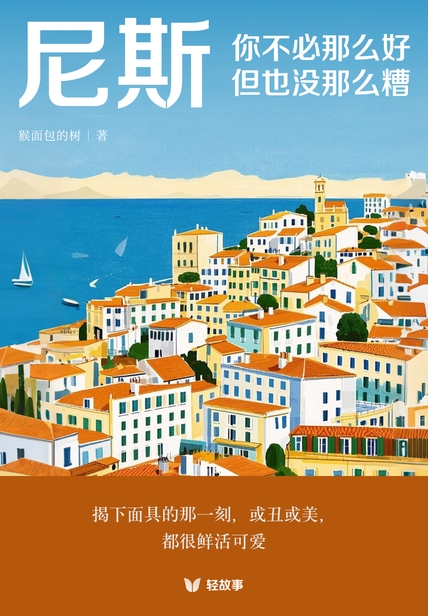 尼斯
你不必那么好
但也没那么糟
猴面包的树｜著
揭下面具的那一刻，或丑或美，
都很鲜活可爱
轻故事